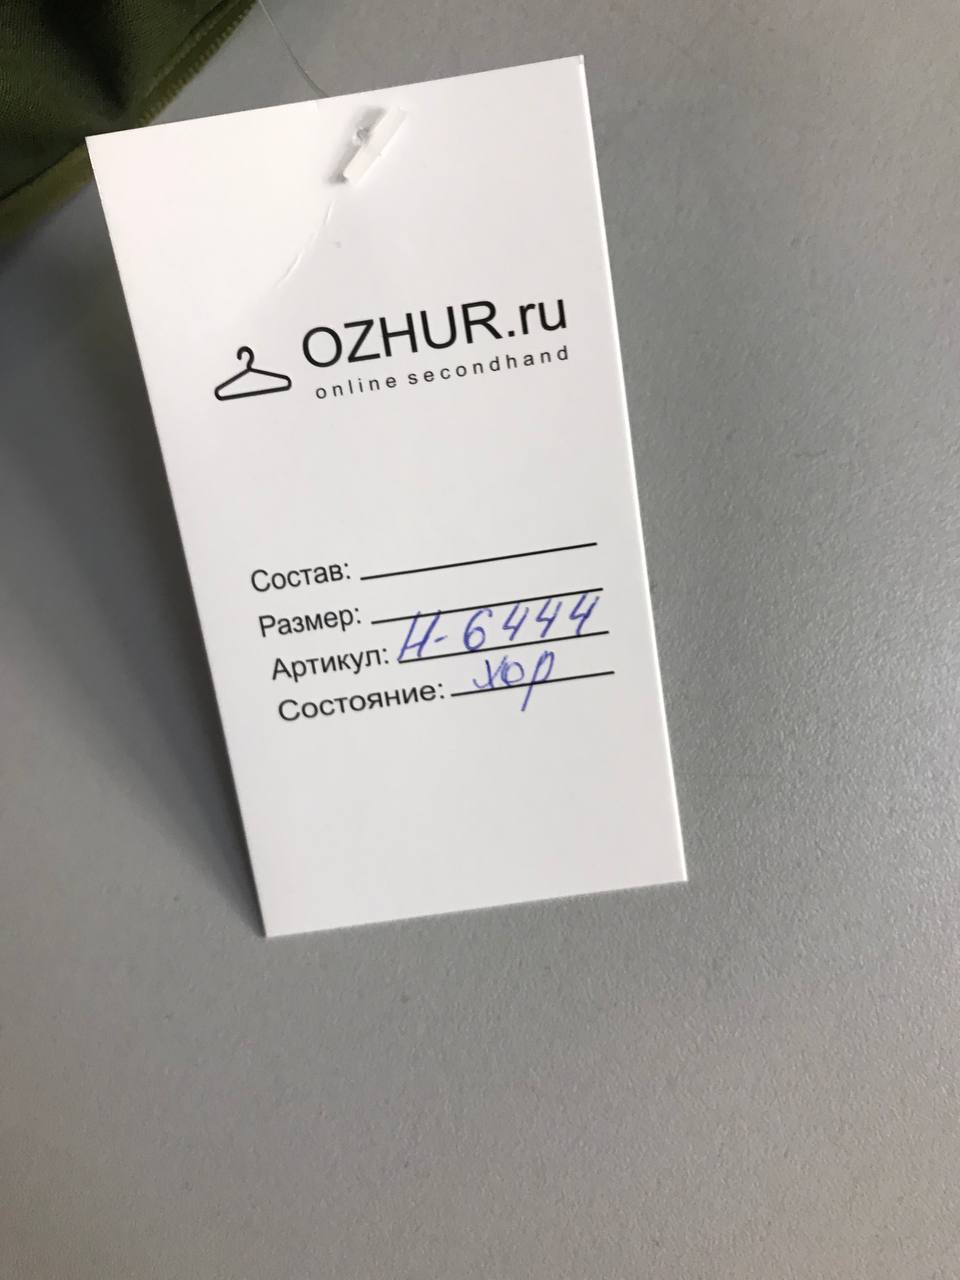 OZHUR.ru
online secondhand
Состав:
Размер:
Артикул: Н-6444
Состояние: хор